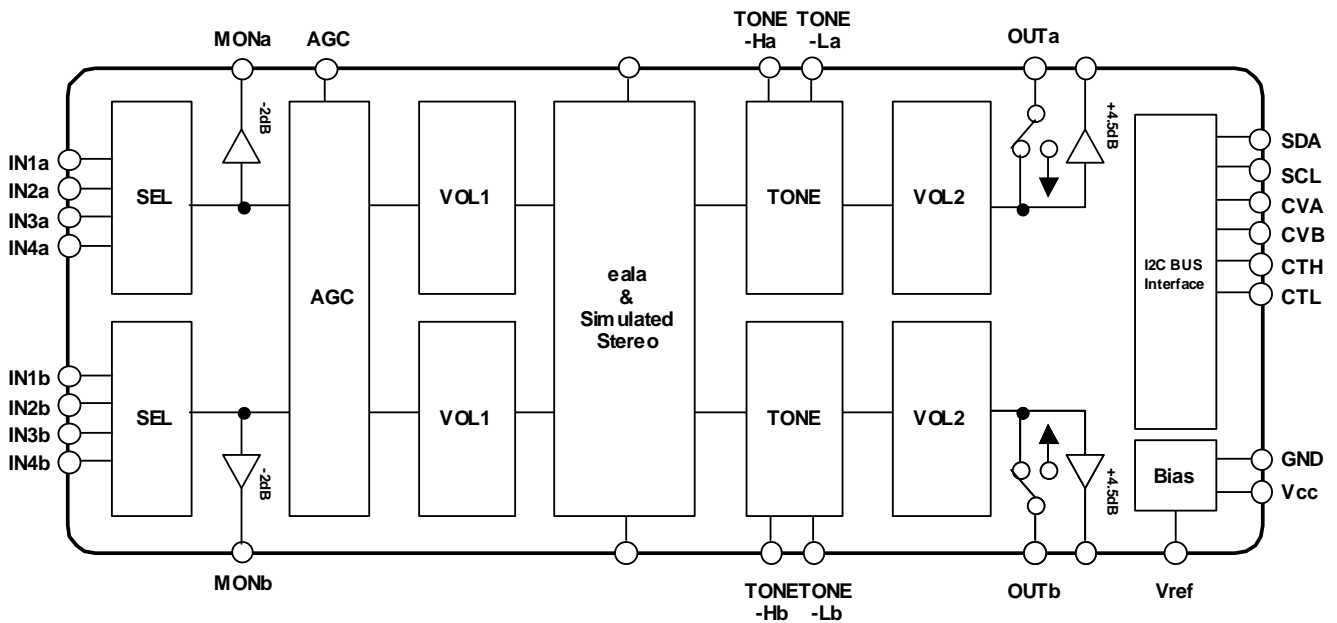 TONE TONE
MONa AGC -Ha -La OUTa
-2dB
+4.5dB
SDA
IN1a
SCL
IN2a
SEL VOL1 TONE VOL2
CVA
IN3a
CVB
IN4a
I2C BUS
Interface
CTH
CTL
eala
&
Simulated
Stereo
AGC
IN1b
IN2b
SEL VOL1 TONE VOL2
IN3b
IN4b
-2dB
+4.5dB
Bias
GND
Vcc
MONb TONE TONE OUTb Vref
-Hb -Lb